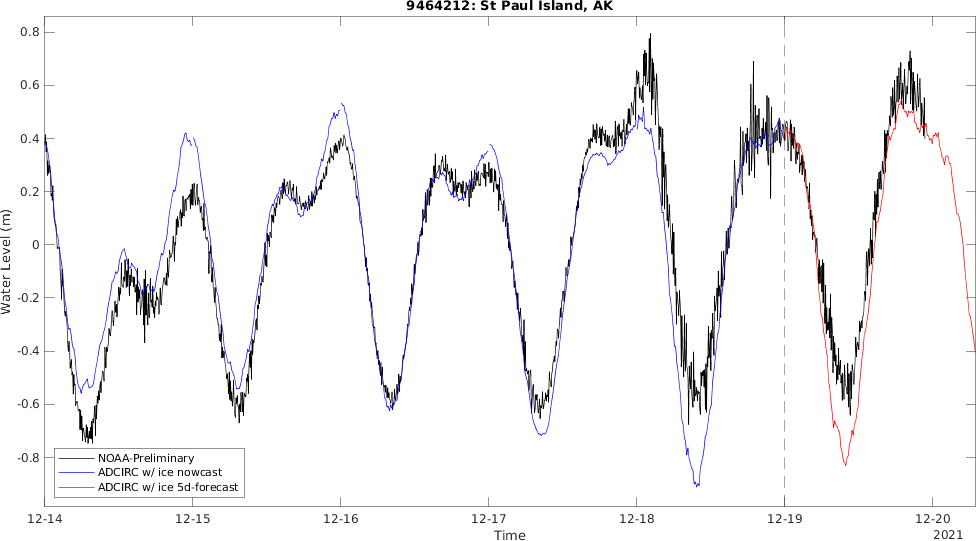 9464212: St Paul Island, AK
Water Level (m)
0.8
0.6
0.4
0.2
0
-0.2
-0.4
-0.6
-0.8
NOAA-Preliminary
ADCIRC w/ ice nowcast
ADCIRC w/ ice 5d-forecast
12-14 12-15 12-16 12-17 12-18 12-19 12-20
Time
2021